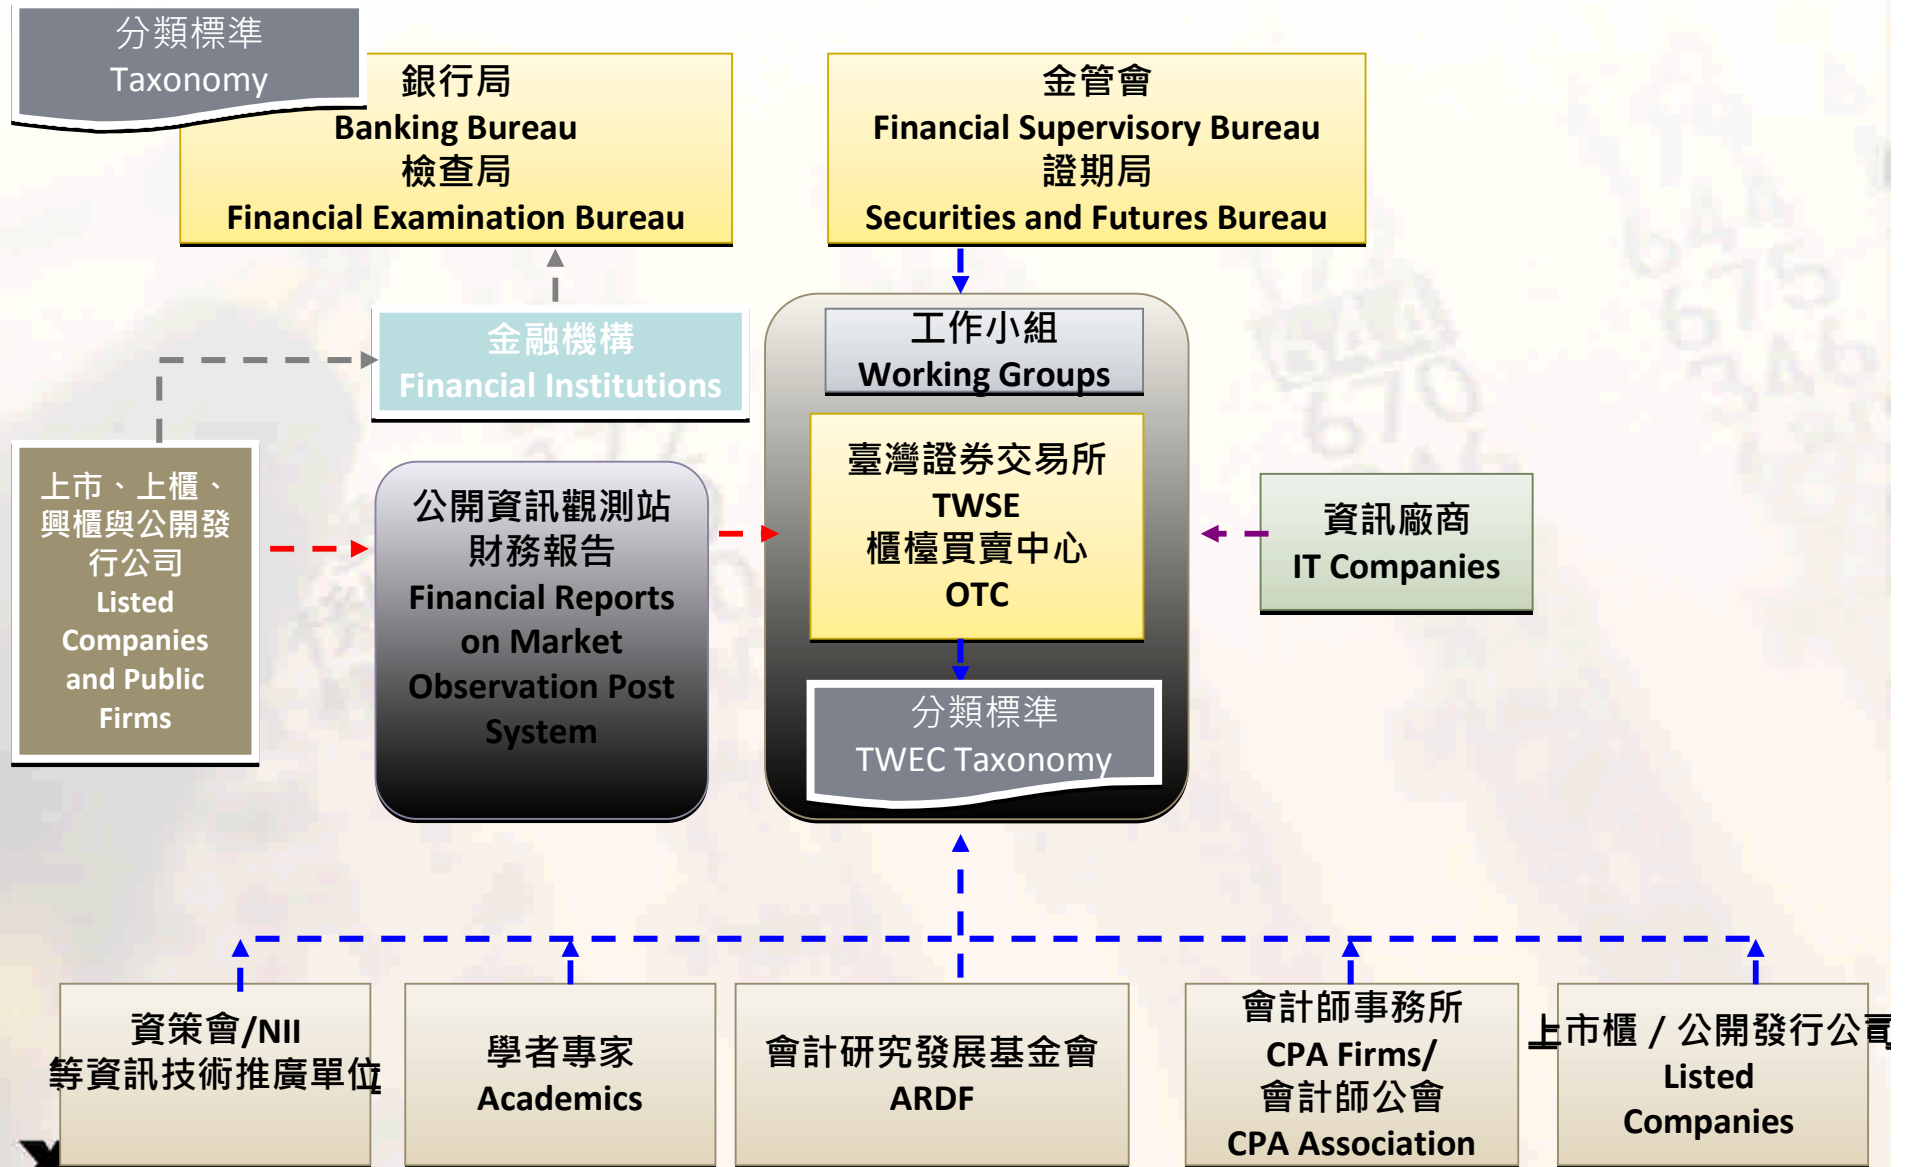 分類標準
Taxonomy
銀行局
Banking Bureau
檢查局
Financial Examination Bureau
金管會
Financial Supervisory Bureau
證期局
Securities and Futures Bureau
金融機構
Financial Institutions
工作小組
Working Groups
上市、上櫃、
興櫃與公開發
行公司
Listed
Companies
and Public
Firms
公開資訊觀測站
財務報告
Financial Reports
on Market
Observation Post
System
臺灣證券交易所
TWSE
櫃檯買賣中心
OTC
分類標準
TWEC Taxonomy
資訊廠商
IT Companies
資策會/NII
等資訊技術推廣單位
學者專家
Academics
會計研究發展基金會
ARDF
會計師事務所
CPA Firms/
會計師公會
CPA Association
上市櫃 / 公開發行公司
Listed
Companies